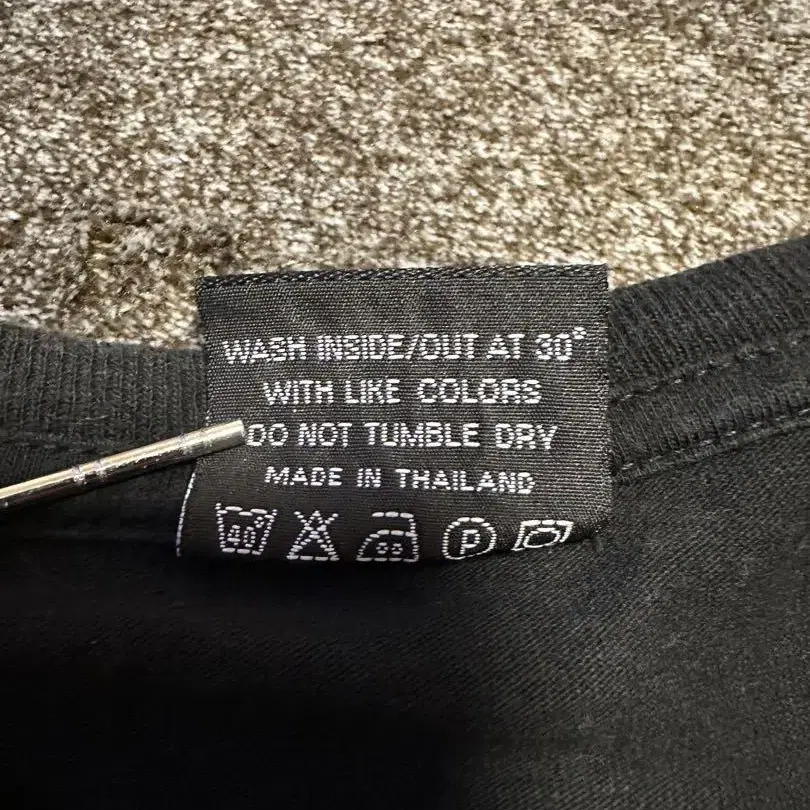 WASH INSIDE/OUT AT 30°
WITH LIKE COLORS
DO NOT TUMBLE DRY
MADE IN THAILAND
40° P